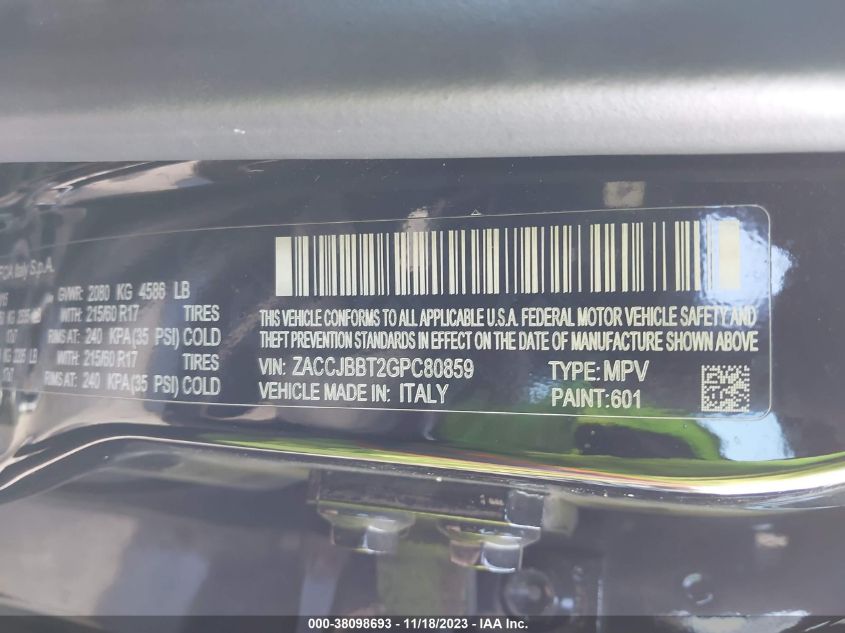 FCA Italy S.p.A.
GVWR: 2080 KG 4586 LB
WITH: 215/60 R17 TIRES
RIMS AT: 240 KPA(35 PSI) COLD
WITH: 215/60 R17 TIRES
RIMS AT: 240 KPA(35 PSI) COLD
THIS VEHICLE CONFORMS TO ALL APPLICABLE U.S.A. FEDERAL MOTOR VEHICLE SAFETY AND
THEFT PREVENTION STANDARDS IN EFFECT ON THE DATE OF MANUFACTURE SHOWN ABOVE
VIN: ZACCJBBT2GPC80859 TYPE: MPV
VEHICLE MADE IN: ITALY PAINT:601
000-38098693 - 11/18/2023 - IAA Inc.